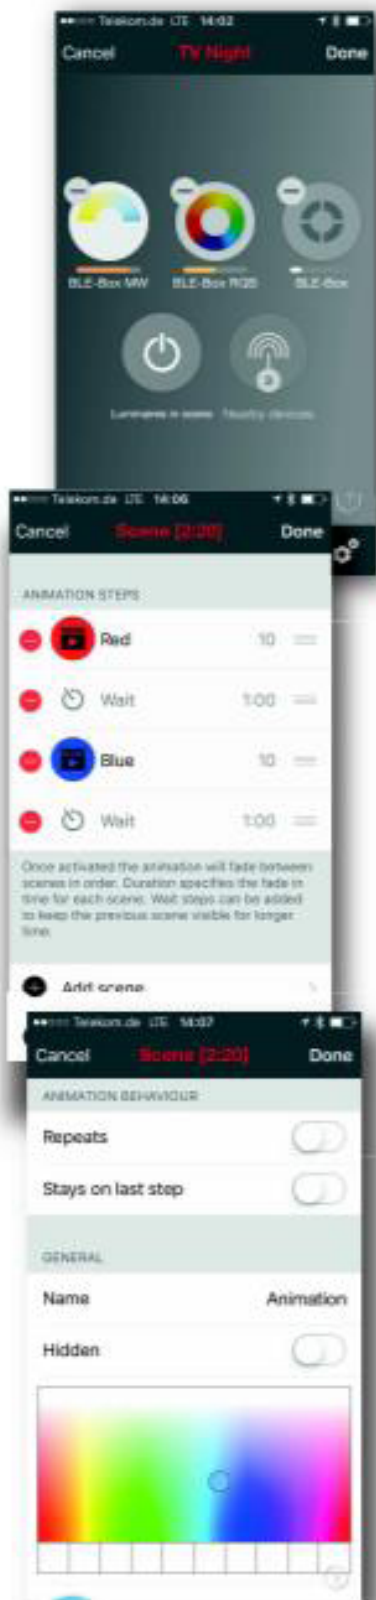 Telekom.de LTE 14:02
Cancel TV Night Done
BLE-Box MW BLE-Box RGB BLE-Box
Luminaires in scene Nearby devices
Telekom.de LTE 14:06
Cancel Scene [2:20] Done
ANIMATION STEPS
Red 10
Wait 1:00
Blue 10
Wait 1:00
Once activated the animation will fade between
scenes in order. Duration specifies the fade in
time for each scene. Wait steps can be added
to keep the previous scene visible for longer
time.
Add scene
Telekom.de LTE 14:07
Cancel Scene [2:20] Done
ANIMATION BEHAVIOUR
Repeats
Stays on last step
GENERAL
Name Animation
Hidden